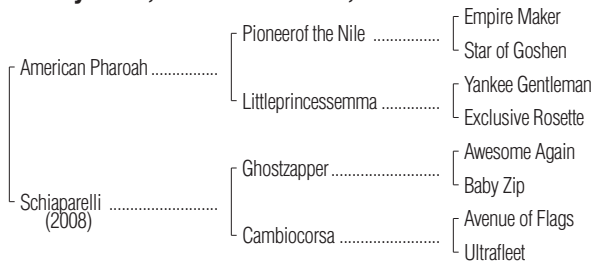 Empire Maker
Pioneerof the Nile ................
Star of Goshen
American Pharoah ................
Yankee Gentleman
Littleprincessemma ..............
Exclusive Rosette
Awesome Again
Ghostzapper ........................
Baby Zip
Schiaparelli ........................
(2008)
Avenue of Flags
Cambiocorsa ......................
Ultrafleet